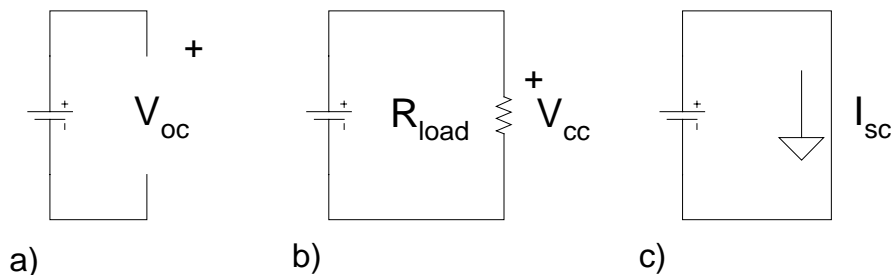 +
+
-
V_oc
a)
+
-
R_load
+
V_cc
b)
+
-
I_sc
c)